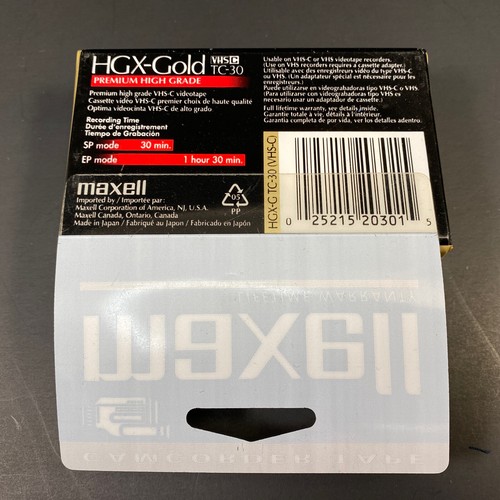 HGX-Gold VHS C TC-30
PREMIUM HIGH GRADE
Premium high grade VHS-C videotape
Cassette vidéo VHS-C premier choix de haute qualité
Optima videocinta VHS-C de alto grado
Recording Time
Durée d'enregistrement
Tiempo de Grabación
SP mode 30 min.
EP mode 1 hour 30 min.
Usable on VHS-C or VHS videotape recorders.
(Use on VHS recorders requires a cassette adapter.)
Utilisable avec des enregistreurs vidéo du type VHS-C
ou VHS. (Un adaptateur spécial est nécessaire pour les
enregistreurs.)
Puede utilizarse en videograbadoras tipo VHS-C o VHS
(Para utilizarse con videograbadoras tipo VHS es
necesario usar un adaptador de cassetta.)
Full lifetime warranty, see details inside.
Garantie totale à vie, détails à l'intérieur.
Garantía completa de por vida, ver los detalles adentro.
maxell
Imported by / Importée par:
Maxell Corporation of America, NJ, U.S.A.
Maxell Canada, Ontario, Canada
Made in Japan / Fabriqué au Japon / Fabricado en Japón
05
PP
HGX-G TC-30 (VHS-C)
0 25215 20301 5
LIFETIME WARRANTY
maxell
CAMCORDER TAPE